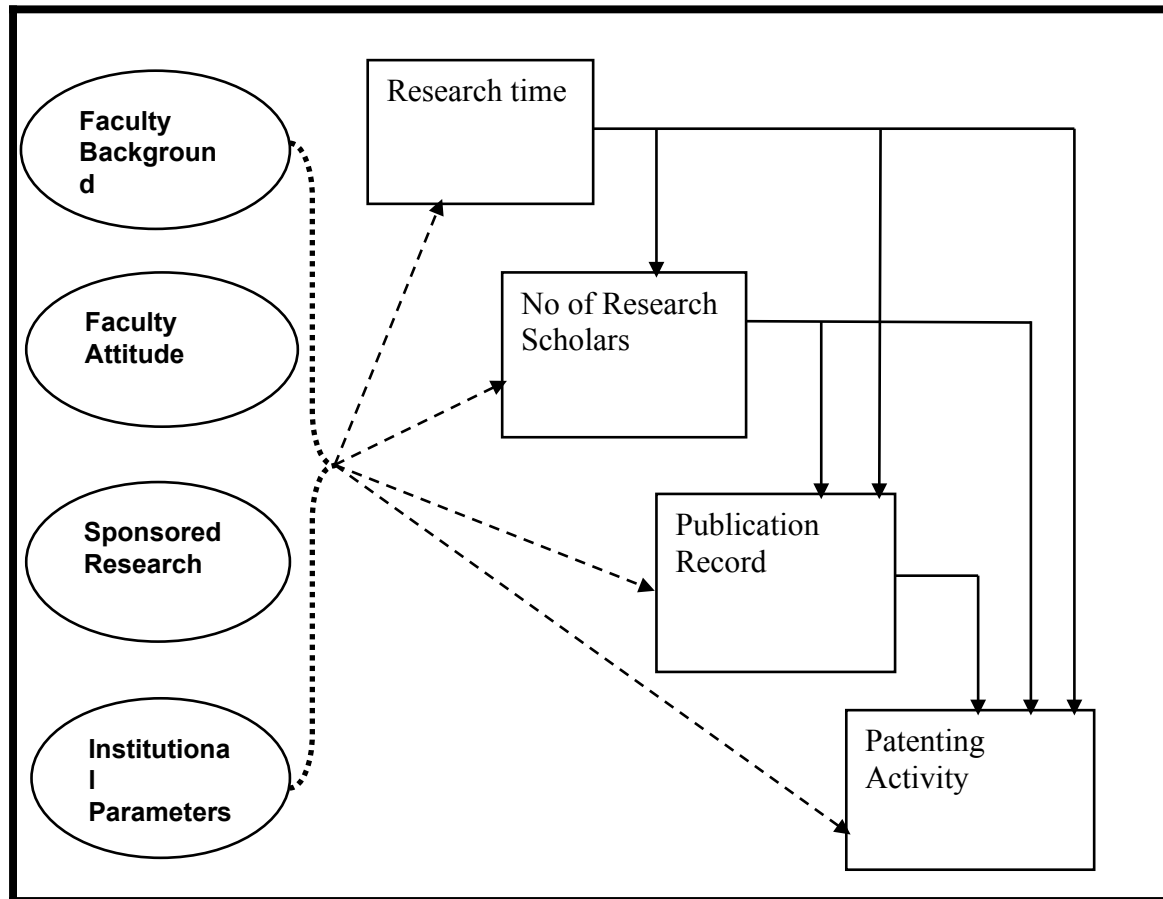 Faculty
Backgroun
d
Faculty
Attitude
Sponsored
Research
Institutiona
l
Parameters
Research time
No of Research
Scholars
Publication
Record
Patenting
Activity